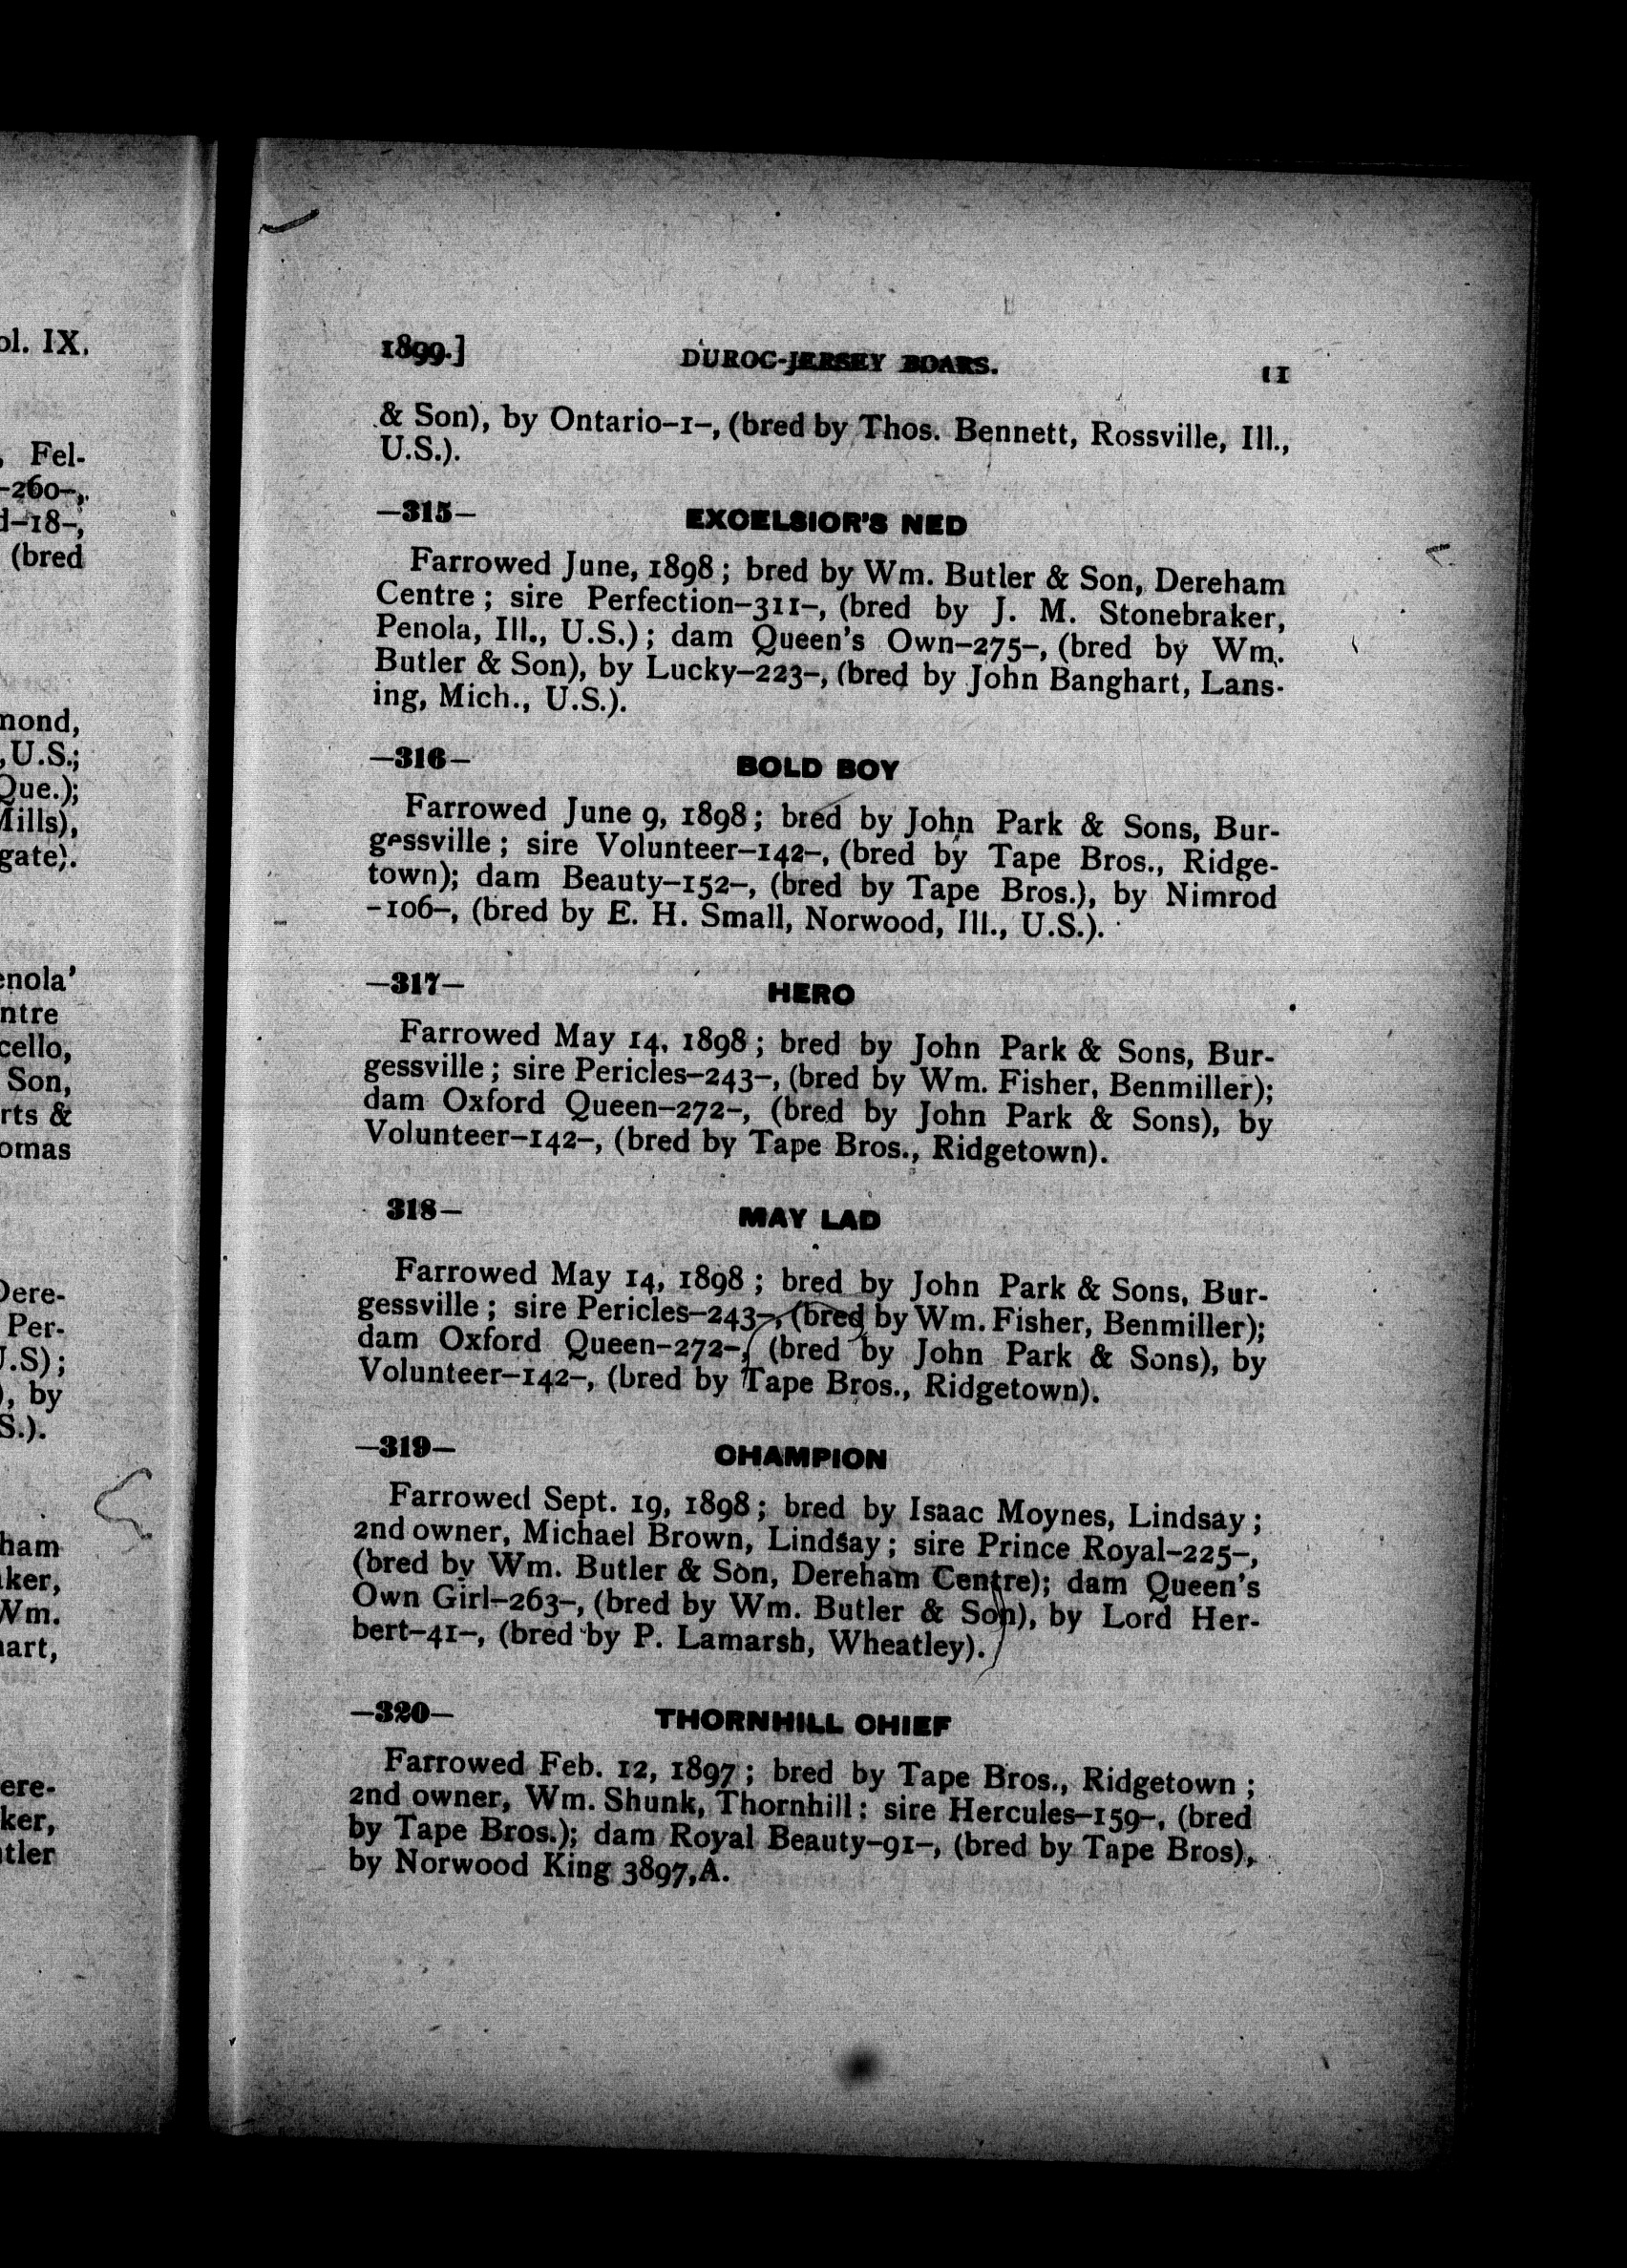 ol. IX.
, Fel-
-260-,
d-18-,
(bred
mond,
,U.S.;
Que.);
Mills),
gate).
enola'
ntre
cello,
Son,
rts &
omas
Dere-
Per-
U.S);
), by
S.).
ham
ker,
Wm.
hart,
ere-
ker,
tler
1899.] DUROC-JERSEY BOARS. 11
& Son), by Ontario-1-, (bred by Thos. Bennett, Rossville, Ill.,
U.S.).
—315— EXCELSIOR'S NED
Farrowed June, 1898; bred by Wm. Butler & Son, Dereham
Centre; sire Perfection-311-, (bred by J. M. Stonebraker,
Penola, Ill., U.S.); dam Queen's Own-275-, (bred by Wm.
Butler & Son), by Lucky-223-, (bred by John Banghart, Lans-
ing, Mich., U.S.).
—316— BOLD BOY
Farrowed June 9, 1898; bred by John Park & Sons, Bur-
gessville; sire Volunteer-142-, (bred by Tape Bros., Ridge-
town); dam Beauty-152-, (bred by Tape Bros.), by Nimrod
-106-, (bred by E. H. Small, Norwood, Ill., U.S.).
—317— HERO
Farrowed May 14, 1898; bred by John Park & Sons, Bur-
gessville; sire Pericles-243-, (bred by Wm. Fisher, Benmiller);
dam Oxford Queen-272-, (bred by John Park & Sons), by
Volunteer-142-, (bred by Tape Bros., Ridgetown).
318— MAY LAD
Farrowed May 14, 1898; bred by John Park & Sons, Bur-
gessville; sire Pericles-243-, (bred by Wm. Fisher, Benmiller);
dam Oxford Queen-272-, (bred by John Park & Sons), by
Volunteer-142-, (bred by Tape Bros., Ridgetown).
—319— CHAMPION
Farrowed Sept. 19, 1898; bred by Isaac Moynes, Lindsay;
2nd owner, Michael Brown, Lindsay; sire Prince Royal-225-,
(bred by Wm. Butler & Son, Dereham Centre); dam Queen's
Own Girl-263-, (bred by Wm. Butler & Son), by Lord Her-
bert-41-, (bred by P. Lamarsh, Wheatley).
—320— THORNHILL CHIEF
Farrowed Feb. 12, 1897; bred by Tape Bros., Ridgetown;
2nd owner, Wm. Shunk, Thornhill: sire Hercules-159-, (bred
by Tape Bros.); dam Royal Beauty-91-, (bred by Tape Bros),
by Norwood King 3897,A.